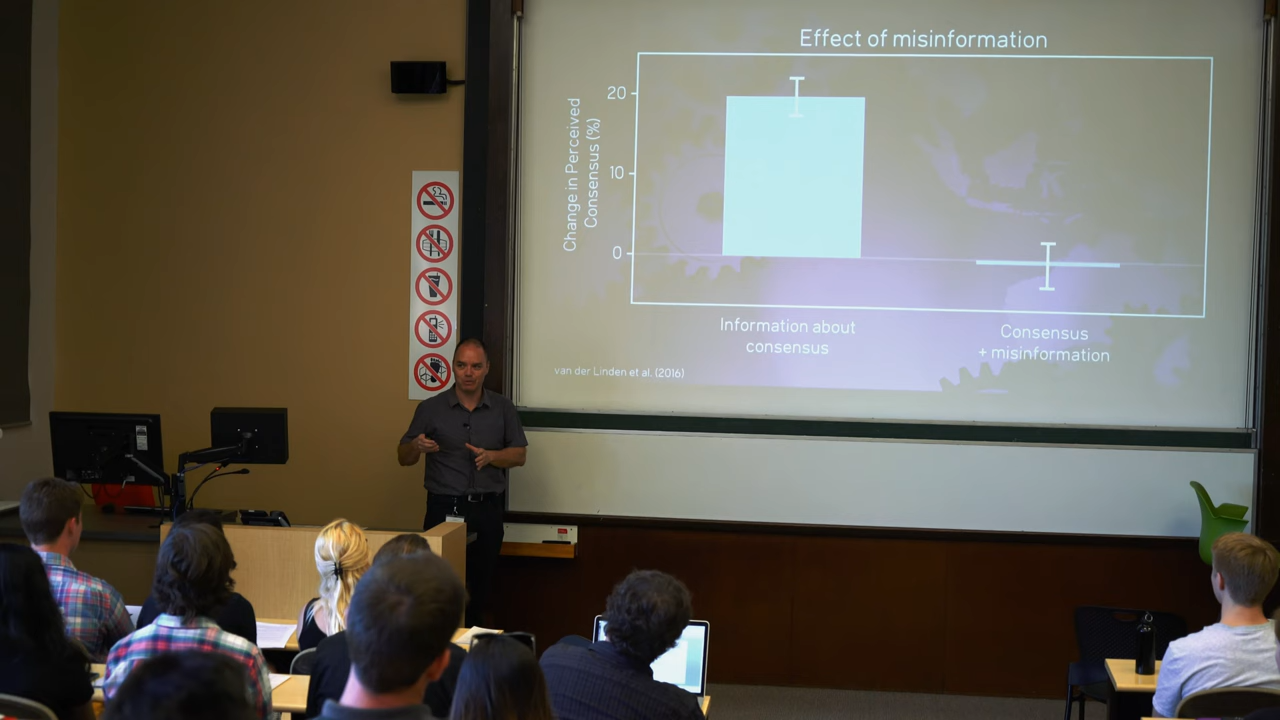 Effect of misinformation
Change in Perceived
Consensus (%)
20
10
0
Information about
consensus
Consensus
+ misinformation
van der Linden et al. (2016)